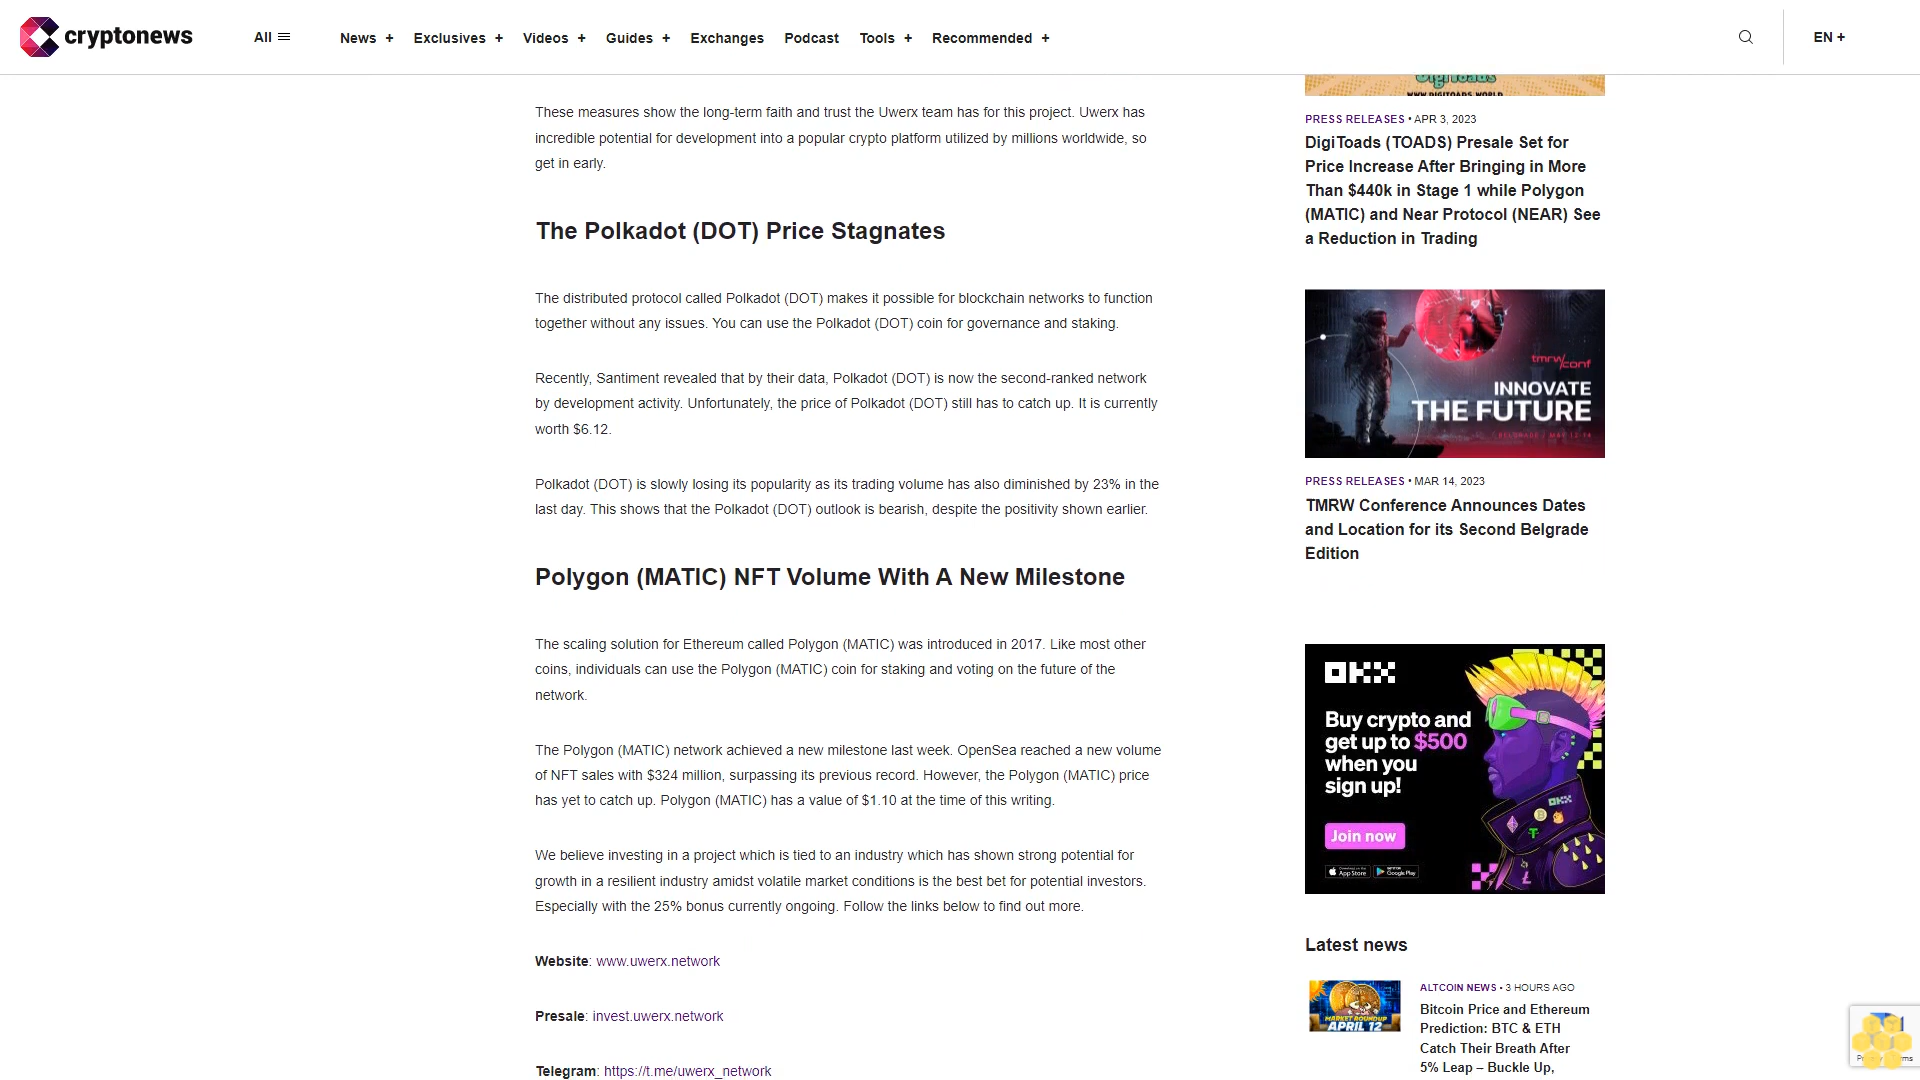 cryptonews
All
News +
Exclusives +
Videos +
Guides +
Exchanges
Podcast
Tools +
Recommended +
EN +
These measures show the long-term faith and trust the Uwerx team has for this project. Uwerx has
incredible potential for development into a popular crypto platform utilized by millions worldwide, so
get in early.
The Polkadot (DOT) Price Stagnates
The distributed protocol called Polkadot (DOT) makes it possible for blockchain networks to function
together without any issues. You can use the Polkadot (DOT) coin for governance and staking.
Recently, Santiment revealed that by their data, Polkadot (DOT) is now the second-ranked network
by development activity. Unfortunately, the price of Polkadot (DOT) still has to catch up. It is currently
worth $6.12.
Polkadot (DOT) is slowly losing its popularity as its trading volume has also diminished by 23% in the
last day. This shows that the Polkadot (DOT) outlook is bearish, despite the positivity shown earlier.
Polygon (MATIC) NFT Volume With A New Milestone
The scaling solution for Ethereum called Polygon (MATIC) was introduced in 2017. Like most other
coins, individuals can use the Polygon (MATIC) coin for staking and voting on the future of the
network.
The Polygon (MATIC) network achieved a new milestone last week. OpenSea reached a new volume
of NFT sales with $324 million, surpassing its previous record. However, the Polygon (MATIC) price
has yet to catch up. Polygon (MATIC) has a value of $1.10 at the time of this writing.
We believe investing in a project which is tied to an industry which has shown strong potential for
growth in a resilient industry amidst volatile market conditions is the best bet for potential investors.
Especially with the 25% bonus currently ongoing. Follow the links below to find out more.
Website: www.uwerx.network
Presale: invest.uwerx.network
Telegram: https://t.me/uwerx_network
DigiToads
WWW.DIGITOADS.WORLD
PRESS RELEASES • APR 3, 2023
DigiToads (TOADS) Presale Set for
Price Increase After Bringing in More
Than $440k in Stage 1 while Polygon
(MATIC) and Near Protocol (NEAR) See
a Reduction in Trading
tmrw/conf
INNOVATE
THE FUTURE
PRESS RELEASES • MAR 14, 2023
TMRW Conference Announces Dates
and Location for its Second Belgrade
Edition
OKX
Buy crypto and
get up to $500
when you
sign up!
Join now
App Store
Google Play
OKX
Latest news
MARKET ROUNDUP
APRIL 12
ALTCOIN NEWS • 3 HOURS AGO
Bitcoin Price and Ethereum
Prediction: BTC & ETH
Catch Their Breath After
5% Leap – Buckle Up,